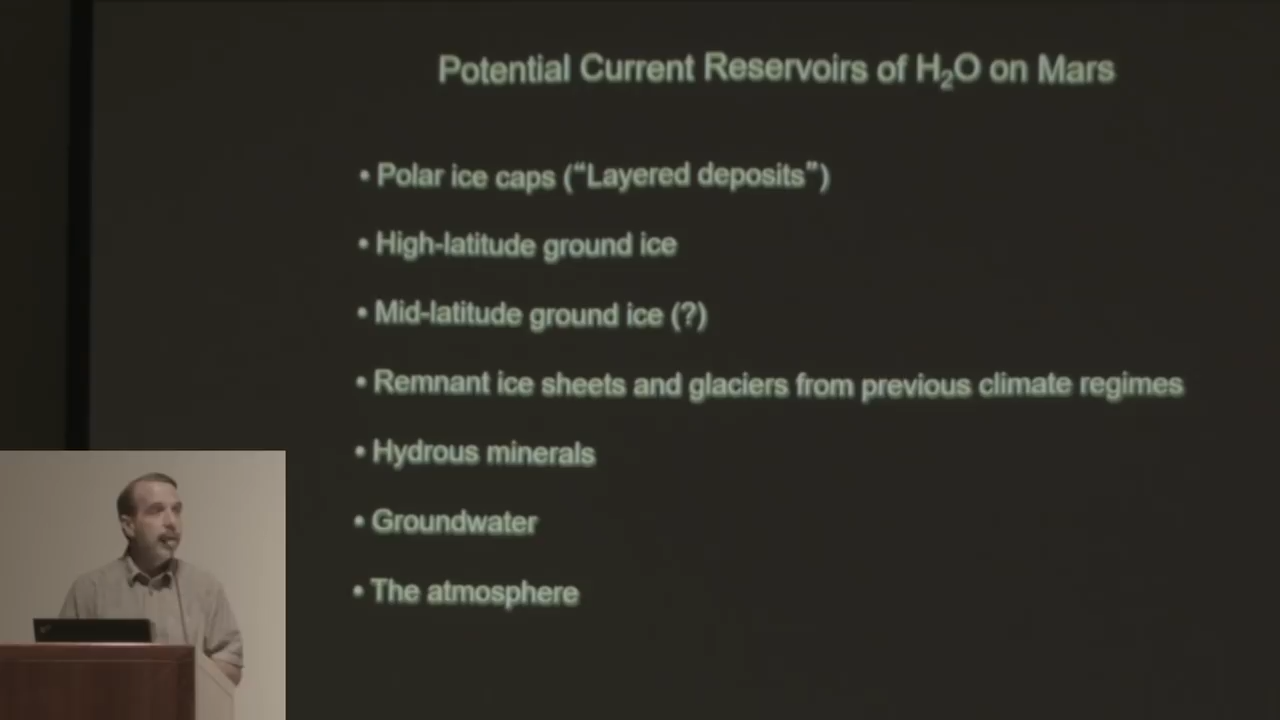 Potential Current Reservoirs of H₂O on Mars
• Polar ice caps (“Layered deposits”)
• High-latitude ground ice
• Mid-latitude ground ice (?)
• Remnant ice sheets and glaciers from previous climate regimes
• Hydrous minerals
• Groundwater
• The atmosphere